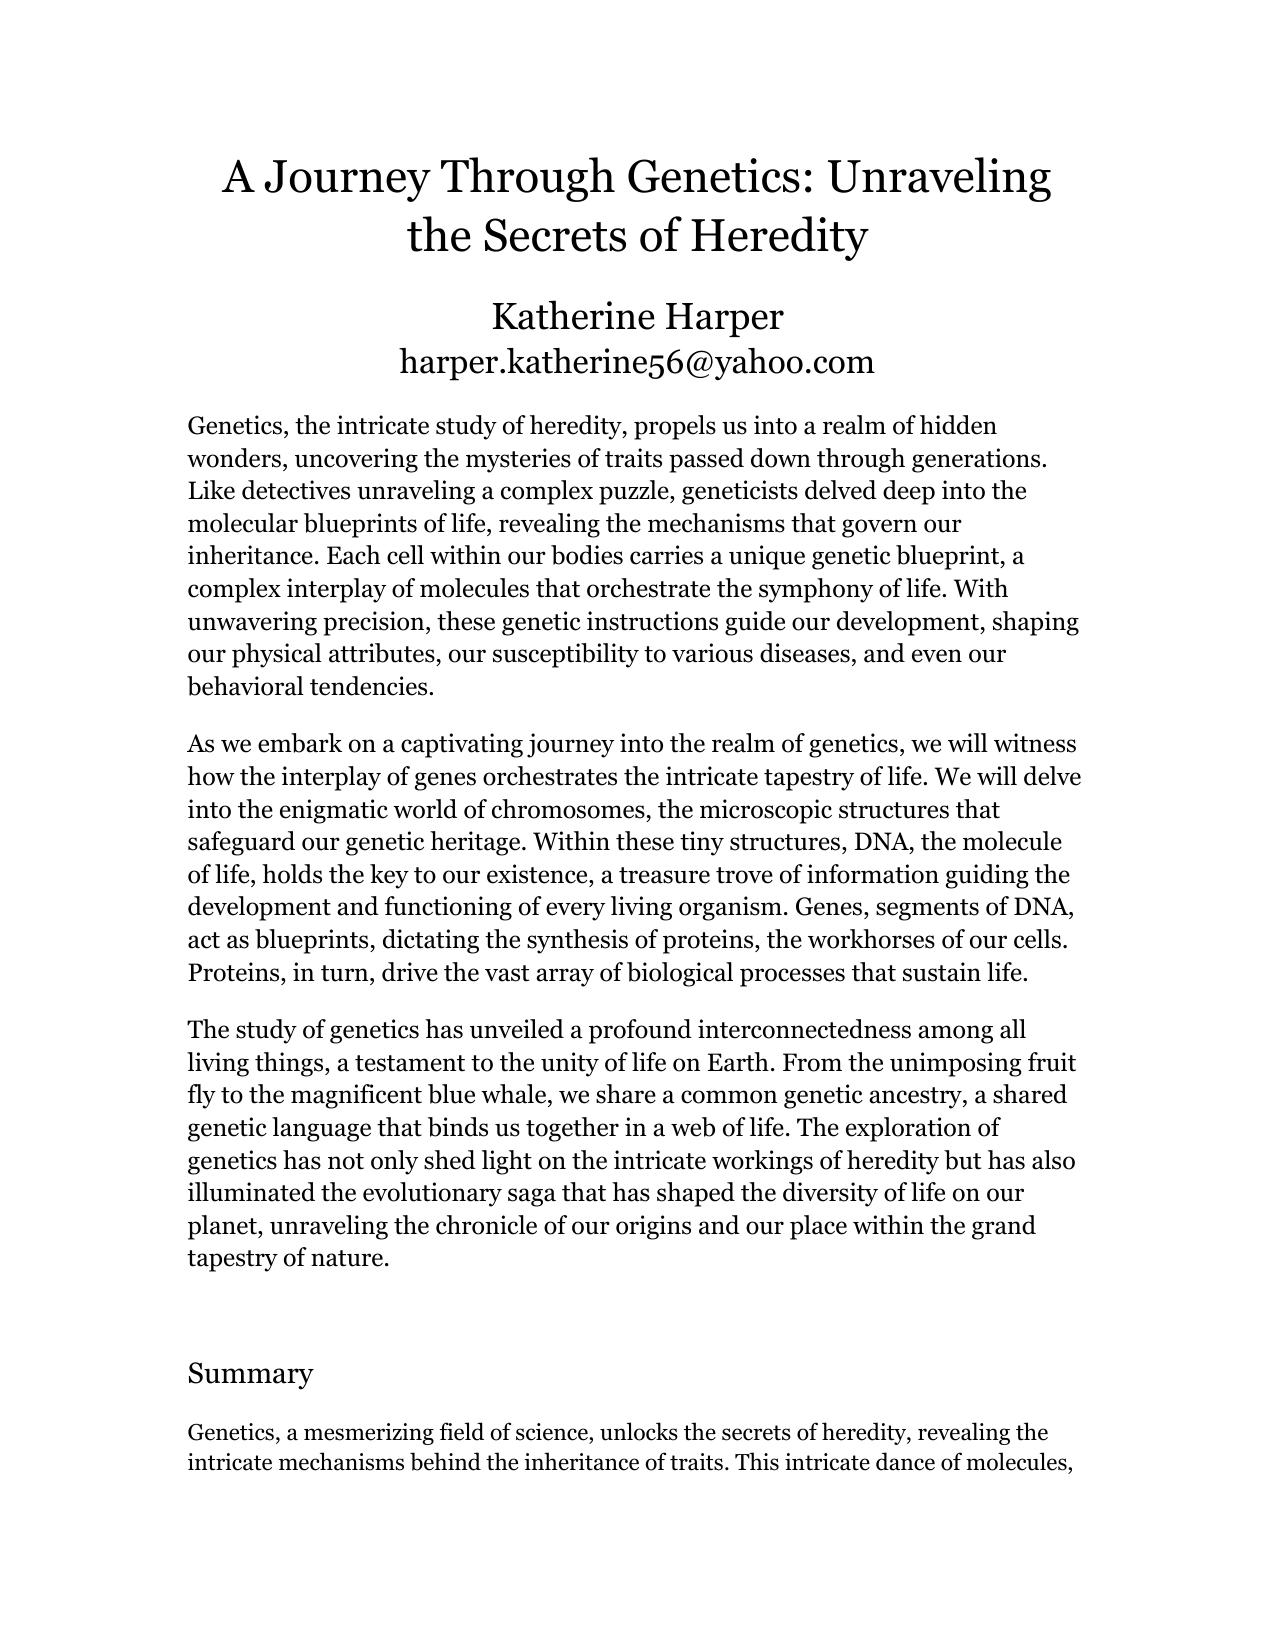 A Journey Through Genetics: Unraveling
the Secrets of Heredity
Katherine Harper
harper.katherine56@yahoo.com
Genetics, the intricate study of heredity, propels us into a realm of hidden
wonders, uncovering the mysteries of traits passed down through generations.
Like detectives unraveling a complex puzzle, geneticists delved deep into the
molecular blueprints of life, revealing the mechanisms that govern our
inheritance. Each cell within our bodies carries a unique genetic blueprint, a
complex interplay of molecules that orchestrate the symphony of life. With
unwavering precision, these genetic instructions guide our development, shaping
our physical attributes, our susceptibility to various diseases, and even our
behavioral tendencies.
As we embark on a captivating journey into the realm of genetics, we will witness
how the interplay of genes orchestrates the intricate tapestry of life. We will delve
into the enigmatic world of chromosomes, the microscopic structures that
safeguard our genetic heritage. Within these tiny structures, DNA, the molecule
of life, holds the key to our existence, a treasure trove of information guiding the
development and functioning of every living organism. Genes, segments of DNA,
act as blueprints, dictating the synthesis of proteins, the workhorses of our cells.
Proteins, in turn, drive the vast array of biological processes that sustain life.
The study of genetics has unveiled a profound interconnectedness among all
living things, a testament to the unity of life on Earth. From the unimposing fruit
fly to the magnificent blue whale, we share a common genetic ancestry, a shared
genetic language that binds us together in a web of life. The exploration of
genetics has not only shed light on the intricate workings of heredity but has also
illuminated the evolutionary saga that has shaped the diversity of life on our
planet, unraveling the chronicle of our origins and our place within the grand
tapestry of nature.
Summary
Genetics, a mesmerizing field of science, unlocks the secrets of heredity, revealing the
intricate mechanisms behind the inheritance of traits. This intricate dance of molecules,